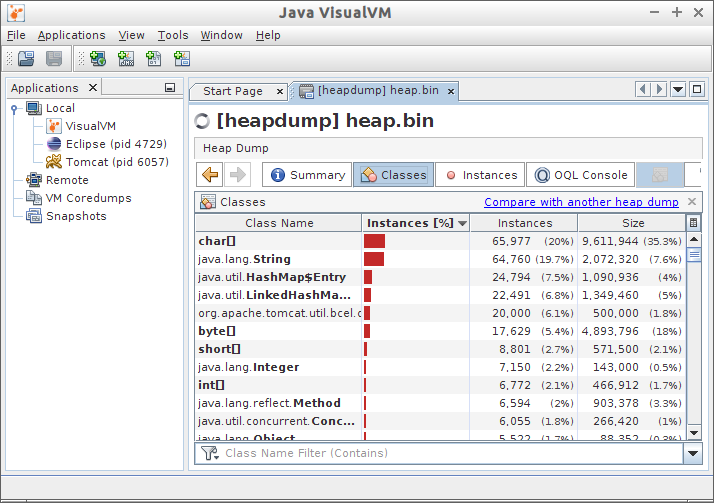 Java VisualVM
File Applications View Tools Window Help
Applications
Local
VisualVM
Eclipse (pid 4729)
Tomcat (pid 6057)
Remote
VM Coredumps
Snapshots
Start Page [heapdump] heap.bin
[heapdump] heap.bin
Heap Dump
Summary Classes Instances OQL Console
Classes Compare with another heap dump
Class Name Instances [%] Instances Size
char[] 65,977 (20%) 9,611,944 (35.3%)
java.lang.String 64,760 (19.7%) 2,072,320 (7.6%)
java.util.HashMap$Entry 24,794 (7.5%) 1,090,936 (4%)
java.util.LinkedHashMa... 22,491 (6.8%) 1,349,460 (5%)
org.apache.tomcat.util.bcel.c 20,000 (6.1%) 500,000 (1.8%)
byte[] 17,629 (5.4%) 4,893,796 (18%)
short[] 8,801 (2.7%) 571,500 (2.1%)
java.lang.Integer 7,150 (2.2%) 143,000 (0.5%)
int[] 6,772 (2.1%) 466,912 (1.7%)
java.lang.reflect.Method 6,594 (2%) 903,378 (3.3%)
java.util.concurrent.Conc... 6,055 (1.8%) 266,420 (1%)
java.lang.Object 5,522 (1.7%) 88,352 (0.3%)
Class Name Filter (Contains)